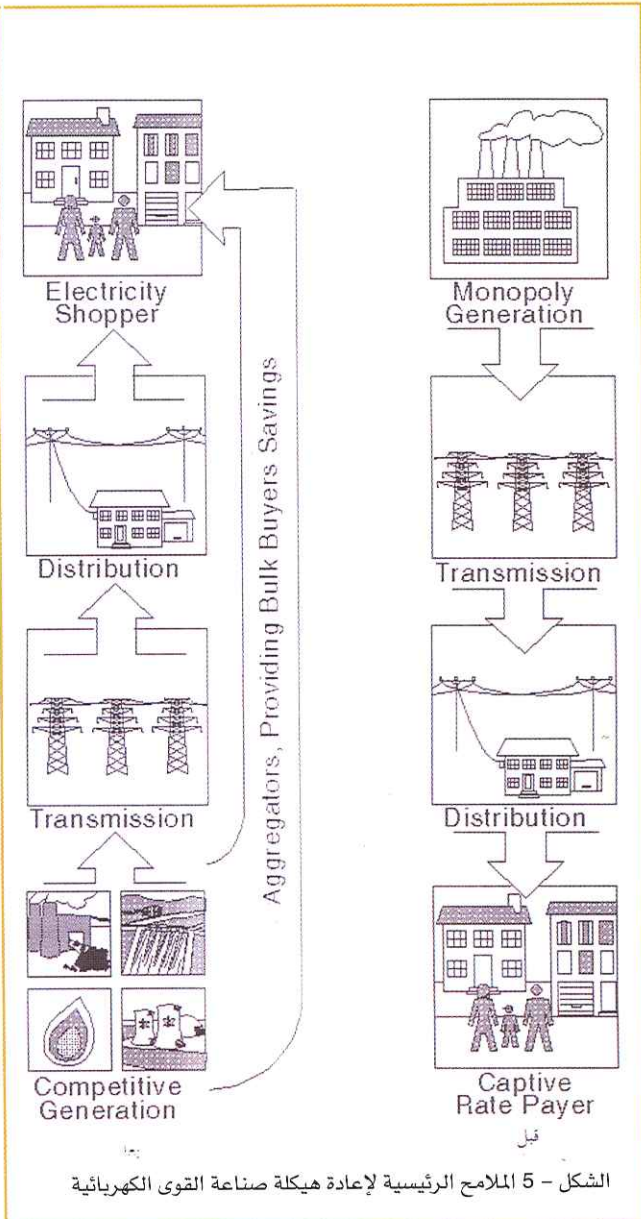 Electricity
Shopper
Distribution
Transmission
Competitive
Generation
Aggregators, Providing Bulk Buyers Savings
Monopoly
Generation
Transmission
Distribution
Captive
Rate Payer
قبل
الشكل – 5 الملامح الرئيسية لإعادة هيكلة صناعة القوى الكهربائية